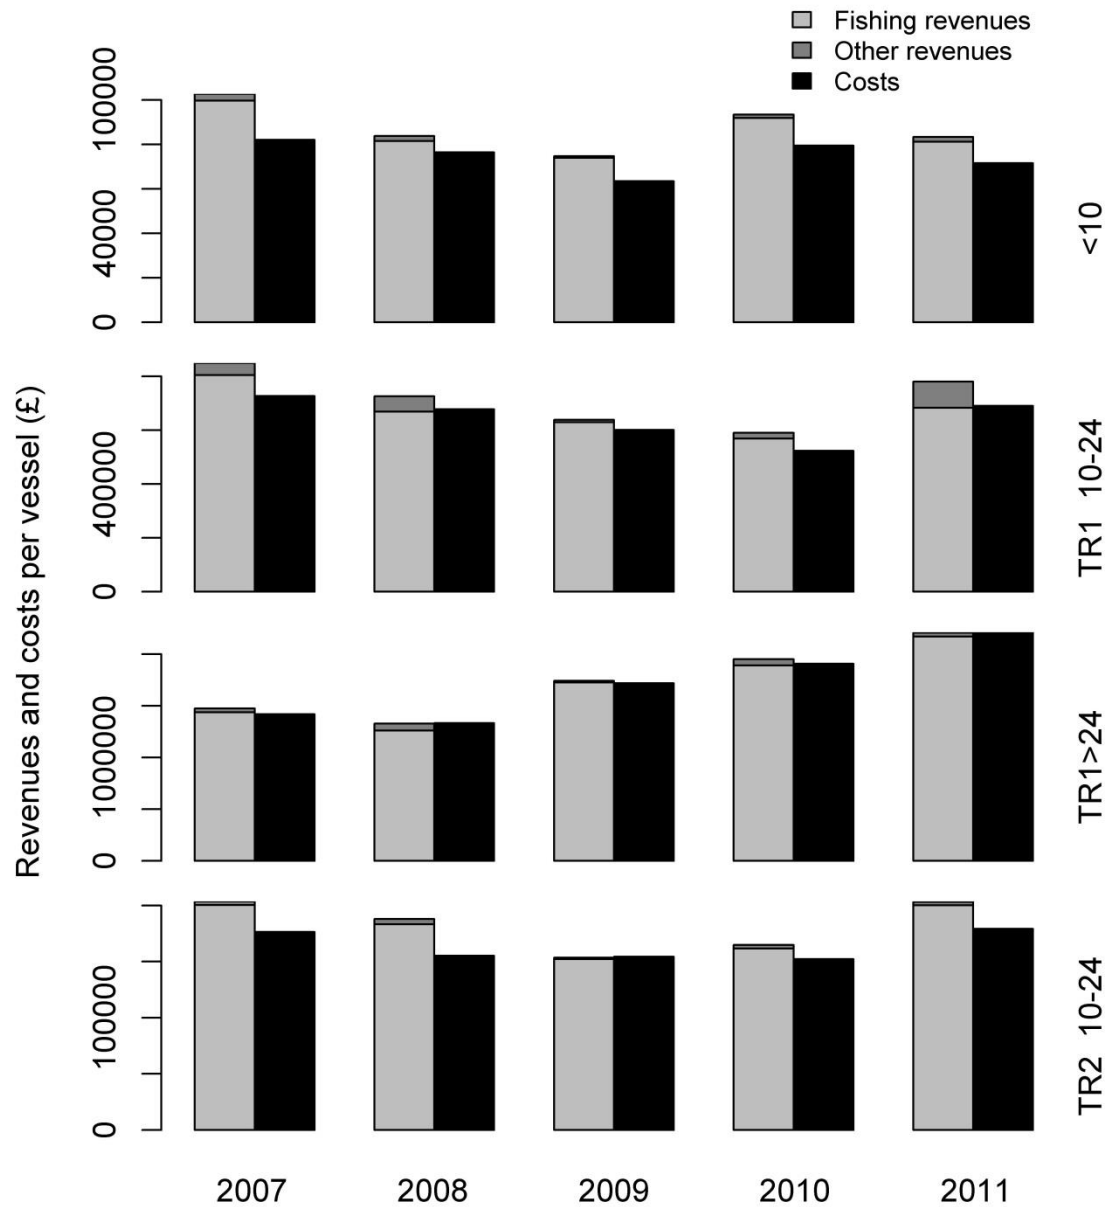 Fishing revenues
Other revenues
Costs
Revenues and costs per vessel (£)
100000
40000
0
<10
400000
0
TR1 10-24
1000000
0
TR1>24
100000
0
TR2 10-24
2007 2008 2009 2010 2011